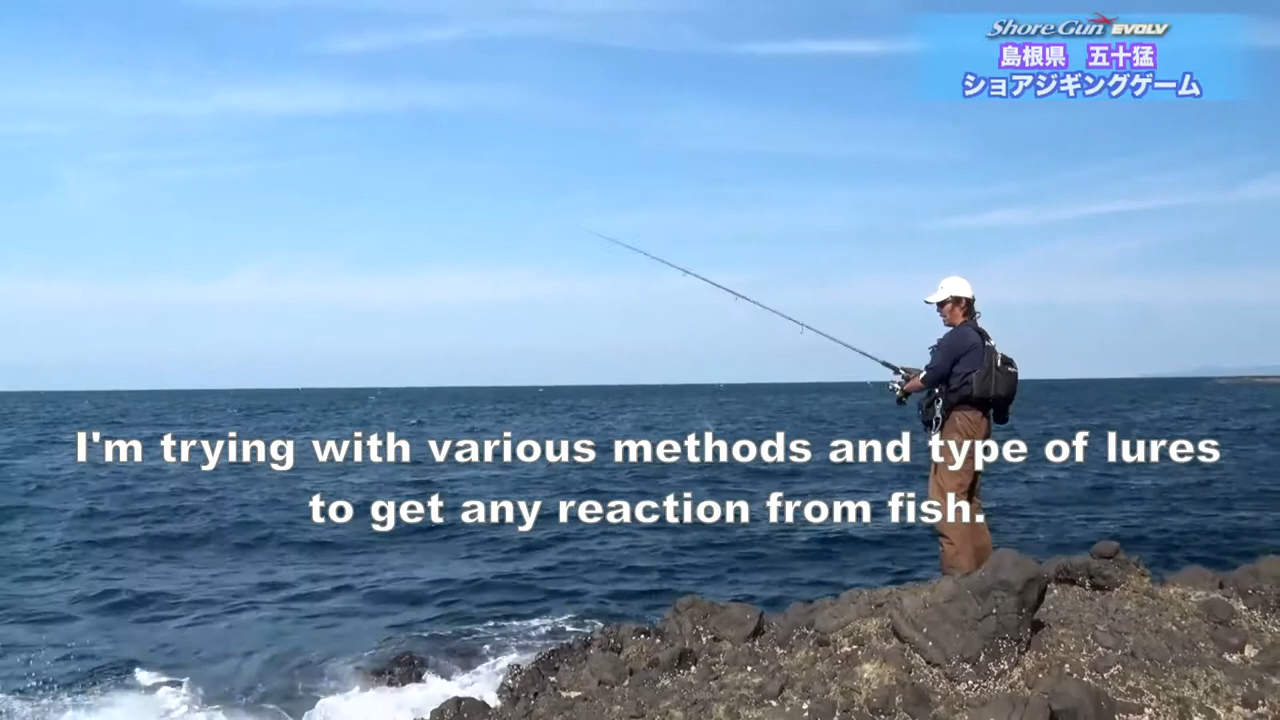 Shore Gun EVOLV
島根県 五十猛
ショアジギングゲーム
I'm trying with various methods and type of lures
to get any reaction from fish.